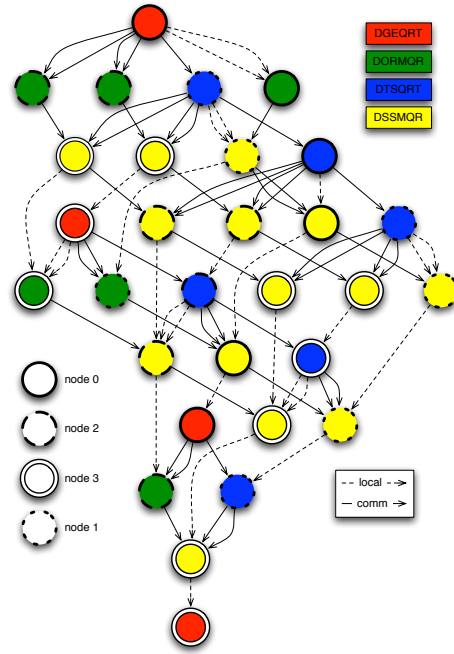 DGEQRT
DORMQR
DTSQRT
DSSMQR
node 0
node 2
node 3
node 1
local
comm